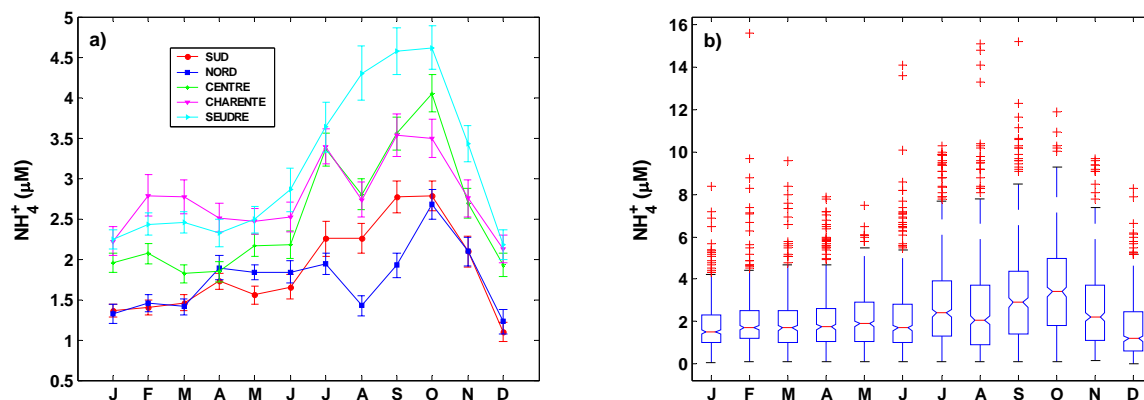 a)
NH4+ (μM)
5
4.5
4
3.5
3
2.5
2
1.5
1
0.5
SUD
NORD
CENTRE
CHARENTE
SEUDRE
J F M A M J J A S O N D
b)
NH4+ (μM)
16
14
12
10
8
6
4
2
0
J F M A M J J A S O N D